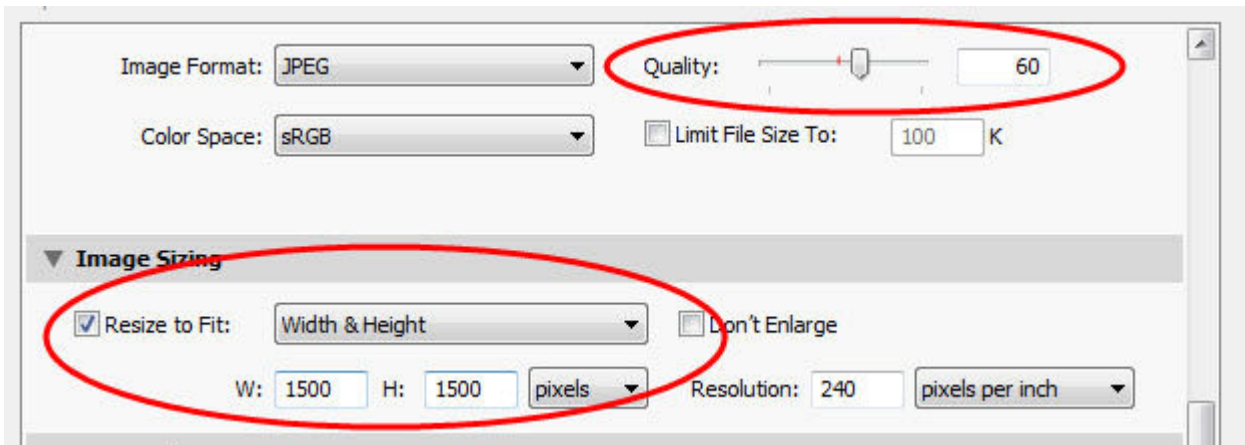 Image Format: JPEG Quality: 60
Color Space: sRGB Limit File Size To: 100 K
Image Sizing
Resize to Fit: Width & Height Don't Enlarge
W: 1500 H: 1500 pixels Resolution: 240 pixels per inch